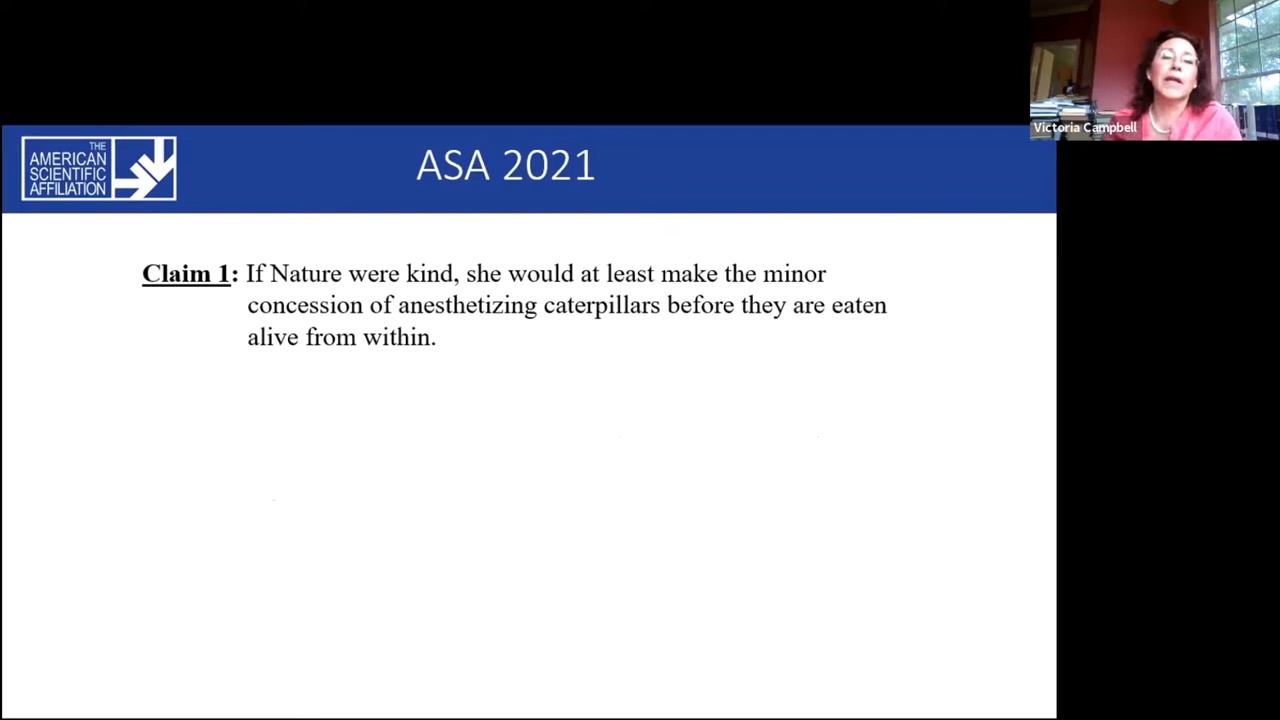 THE
AMERICAN
SCIENTIFIC
AFFILIATION
ASA 2021
Victoria Campbell
Claim 1: If Nature were kind, she would at least make the minor
concession of anesthetizing caterpillars before they are eaten
alive from within.